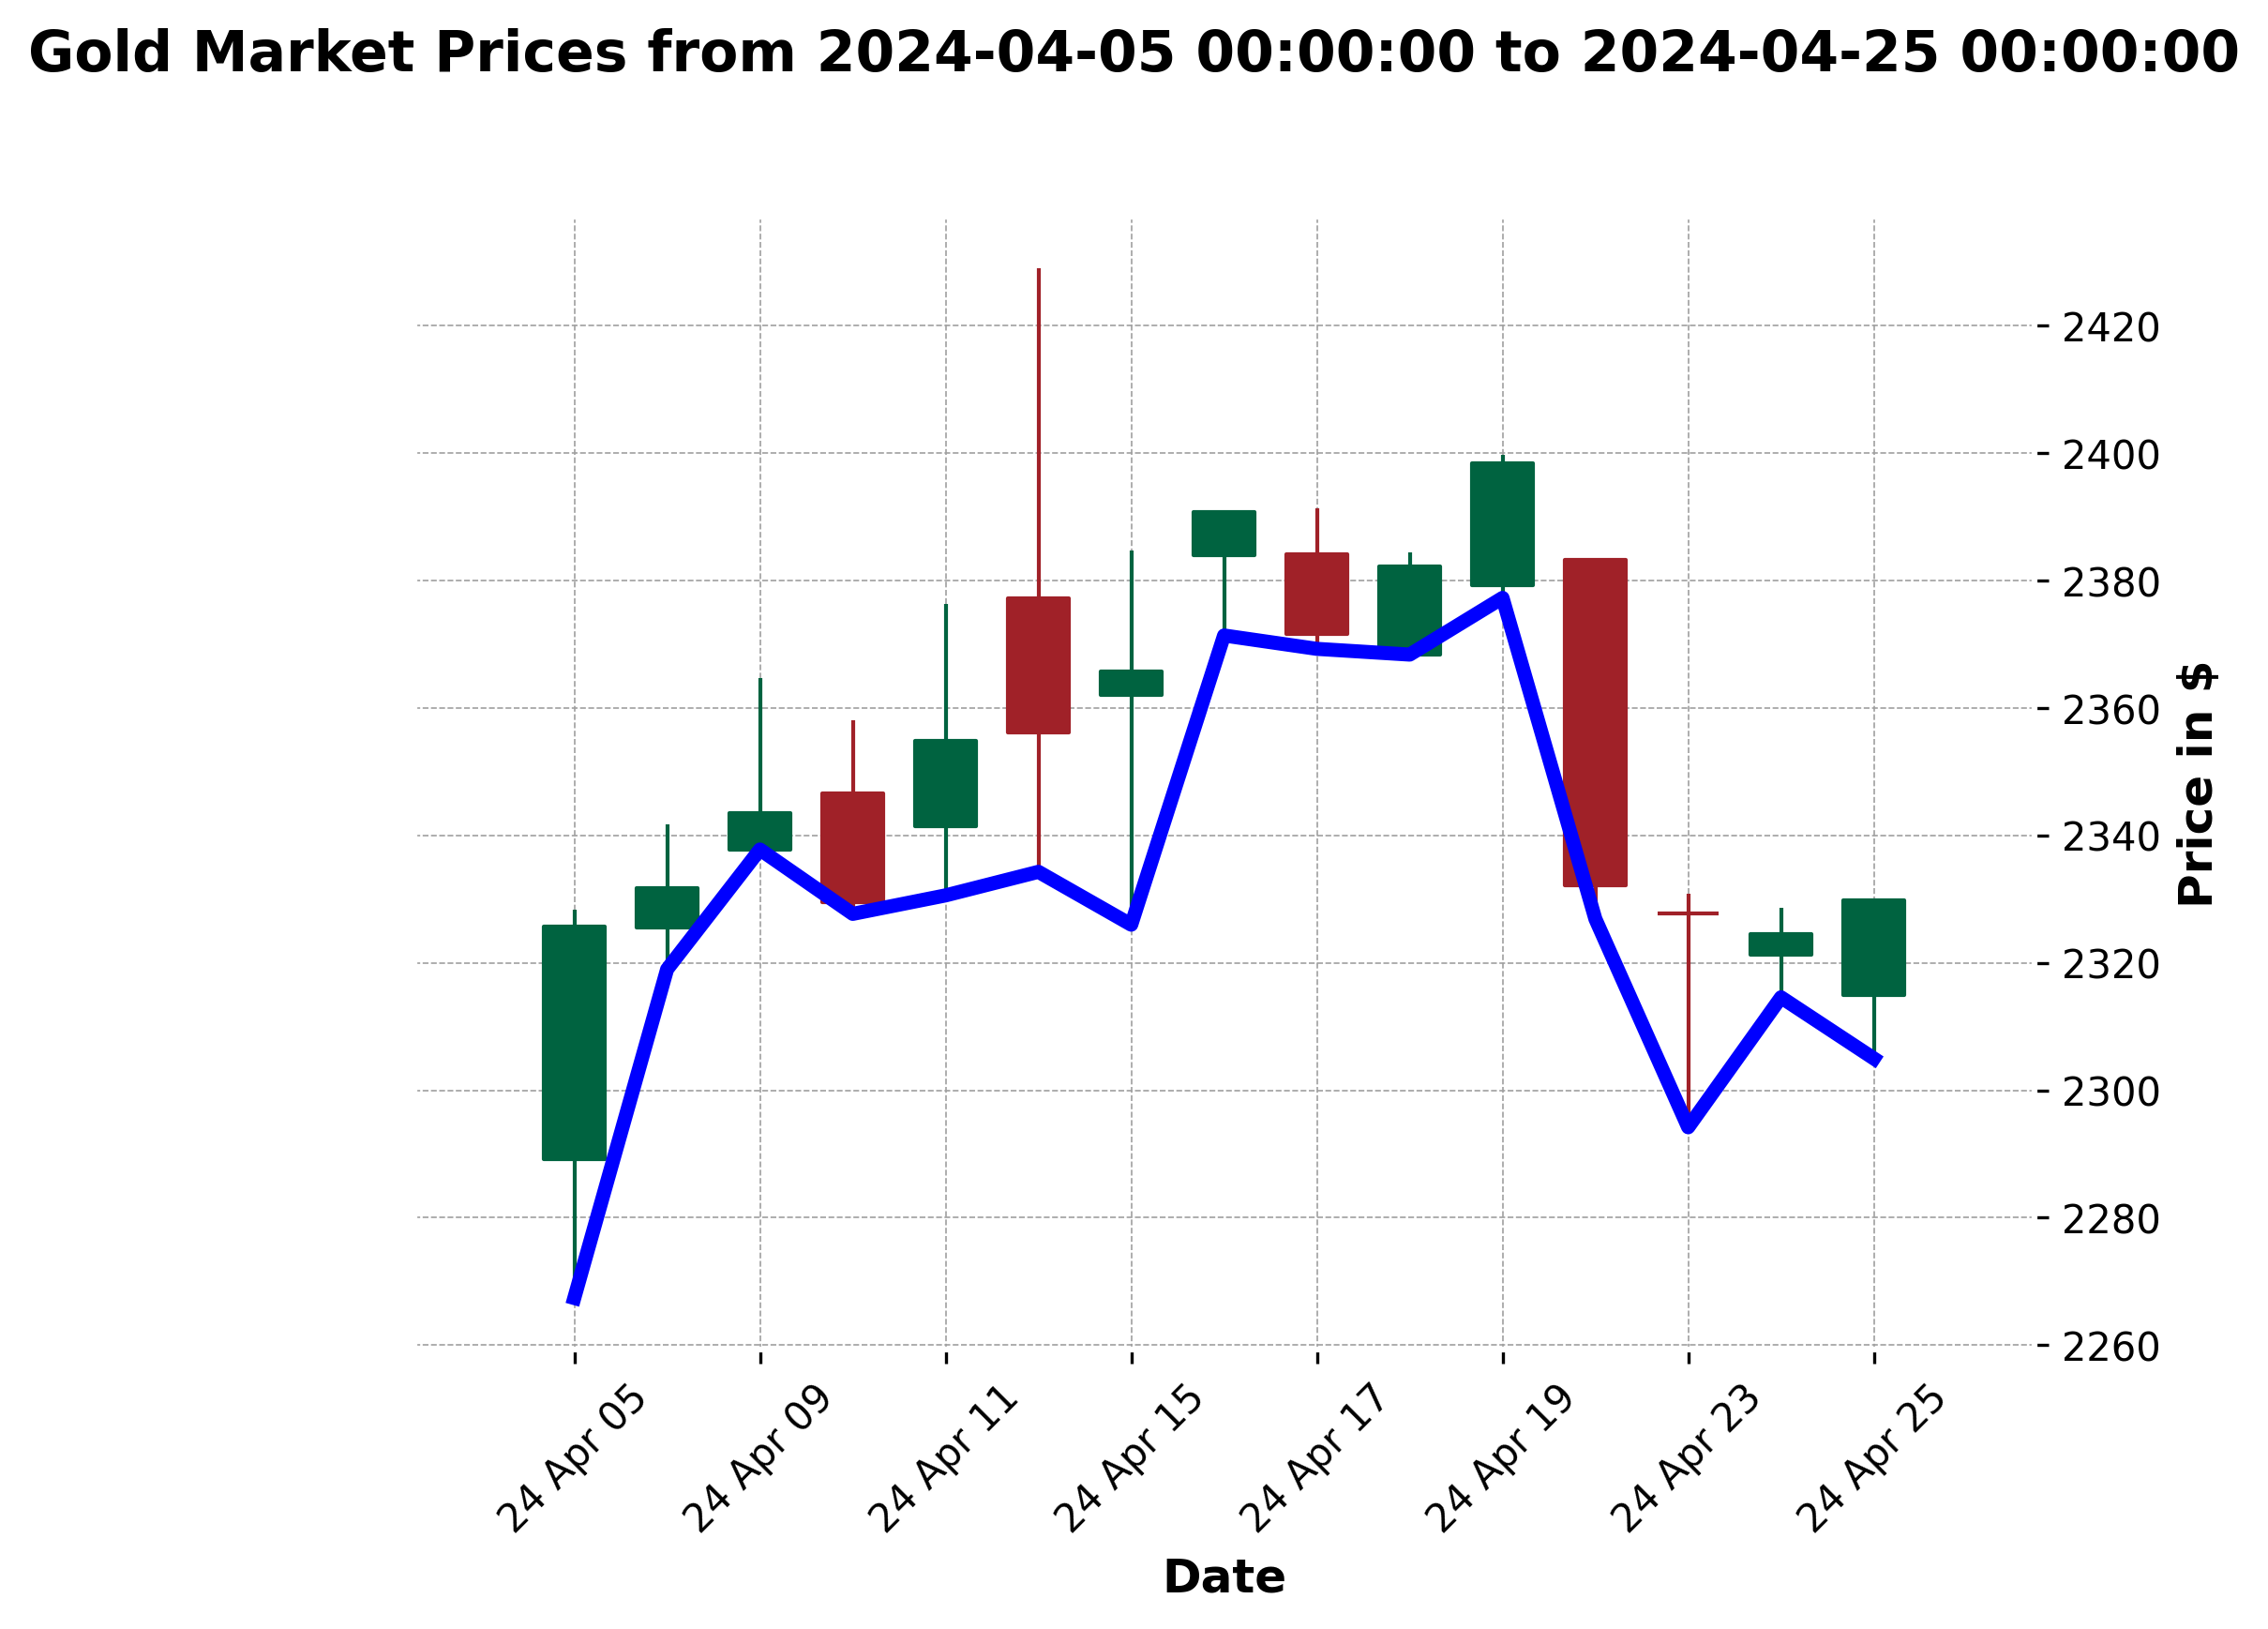 Gold Market Prices from 2024-04-05 00:00:00 to 2024-04-25 00:00:00
2420
2400
2380
2360
2340
2320
2300
2280
2260
Price in $
24 Apr 05
24 Apr 09
24 Apr 11
24 Apr 15
24 Apr 17
24 Apr 19
24 Apr 23
24 Apr 25
Date